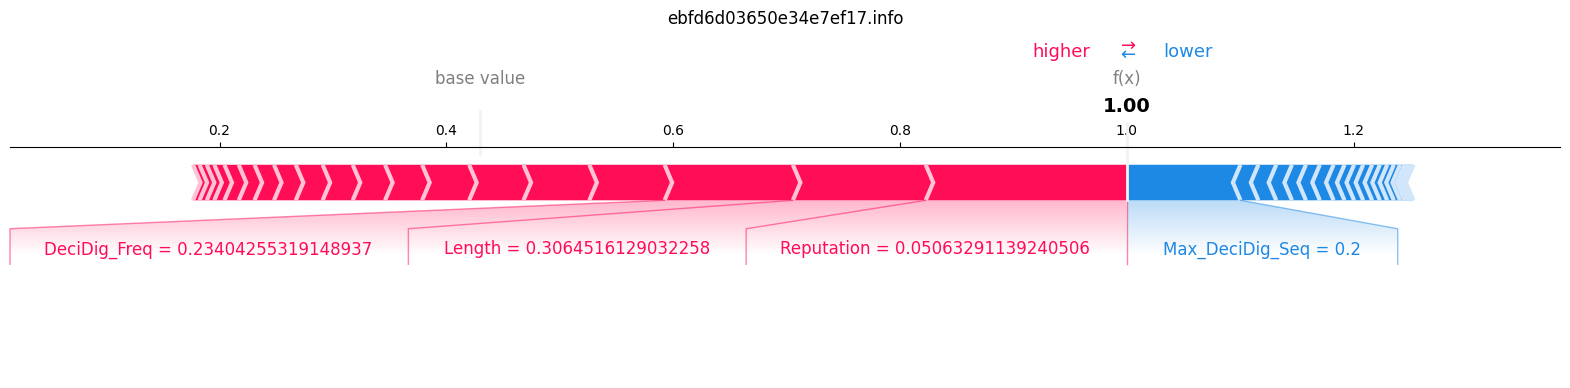 ebfd6d03650e34e7ef17.info
higher ⇄ lower
base value f(x)
1.00
0.2 0.4 0.6 0.8 1.0 1.2
DeciDig_Freq = 0.23404255319148937 Length = 0.3064516129032258 Reputation = 0.05063291139240506 Max_DeciDig_Seq = 0.2